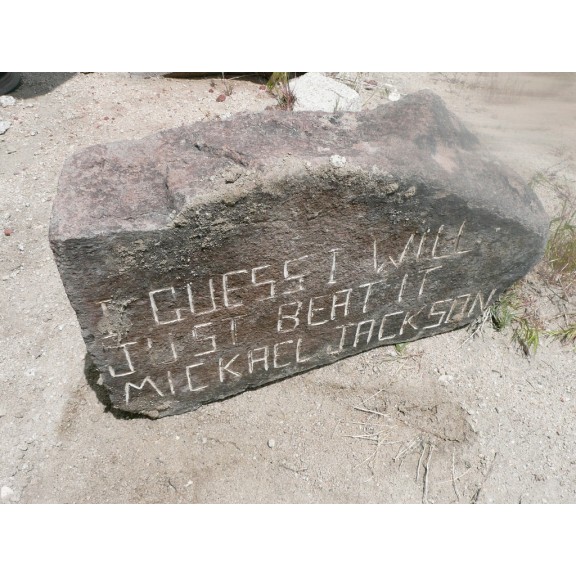 I GUESS I WILL
JUST BEAT IT
MICKAEL JACKSON